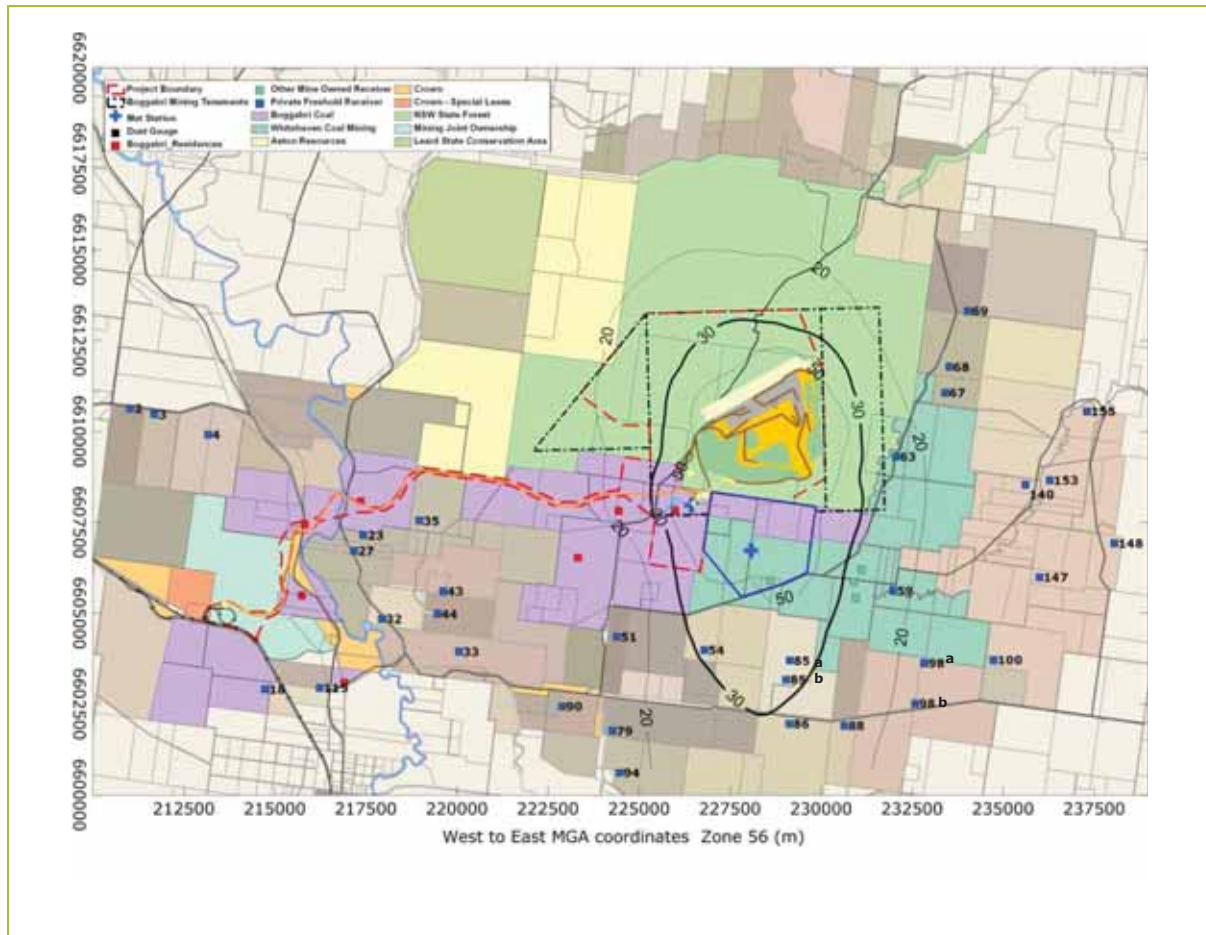 6620000
6617500
6615000
6612500
6610000
6607500
6605000
6602500
6600000
Project Boundary
Boggabri Mining Tenements
Met Station
Dust Gauge
Boggabri_Residences
Other Mine Owned Receiver
Private Freehold Receiver
Boggabri Coal
Whitehaven Coal Mining
Aston Resources
Crown
Crown - Special Lease
NSW State Forest
Mining Joint Ownership
Leard State Conservation Area
20
20
30
69
68
67
30
155
2
3
4
20
63
153
140
30
20
35
23
27
148
147
50
59
43
44
32
20
51
54
33
85 a
98 a
100
85 b
18
115
30
98 b
90
20
86
88
79
94
212500 215000 217500 220000 222500 225000 227500 230000 232500 235000 237500
West to East MGA coordinates Zone 56 (m)